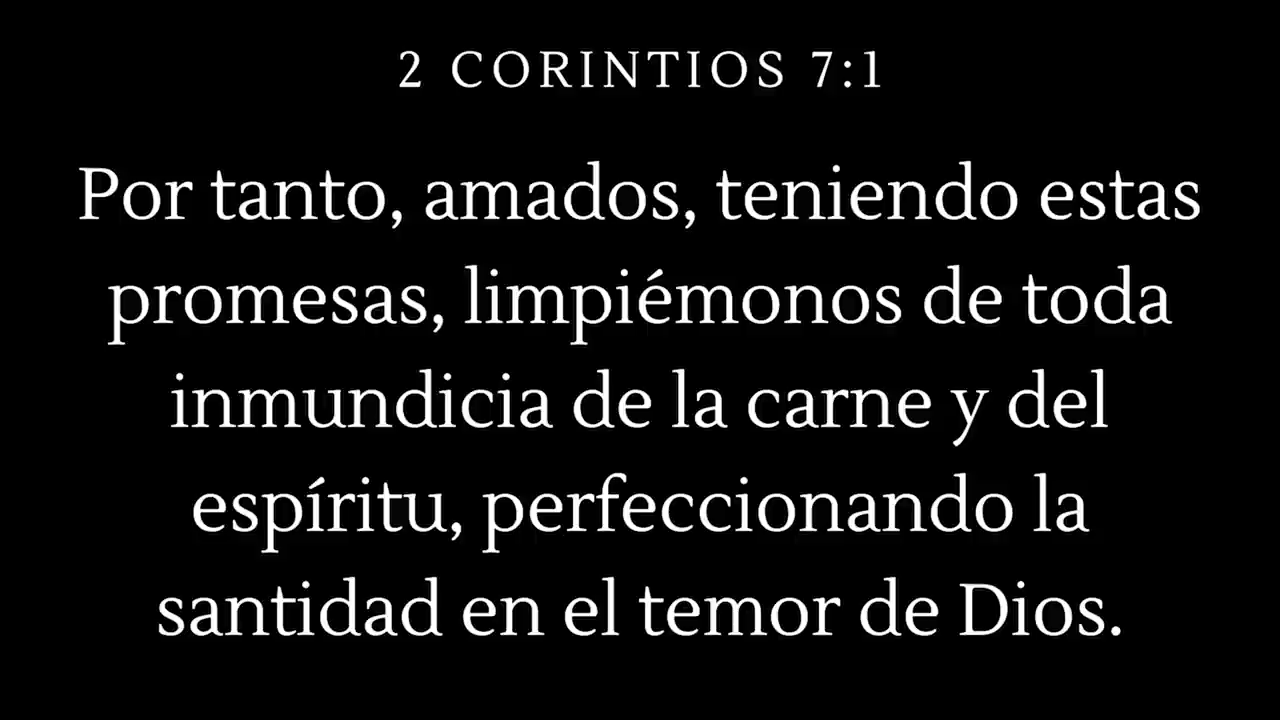 2 CORINTIOS 7:1
Por tanto, amados, teniendo estas
promesas, limpiémonos de toda
inmundicia de la carne y del
espíritu, perfeccionando la
santidad en el temor de Dios.